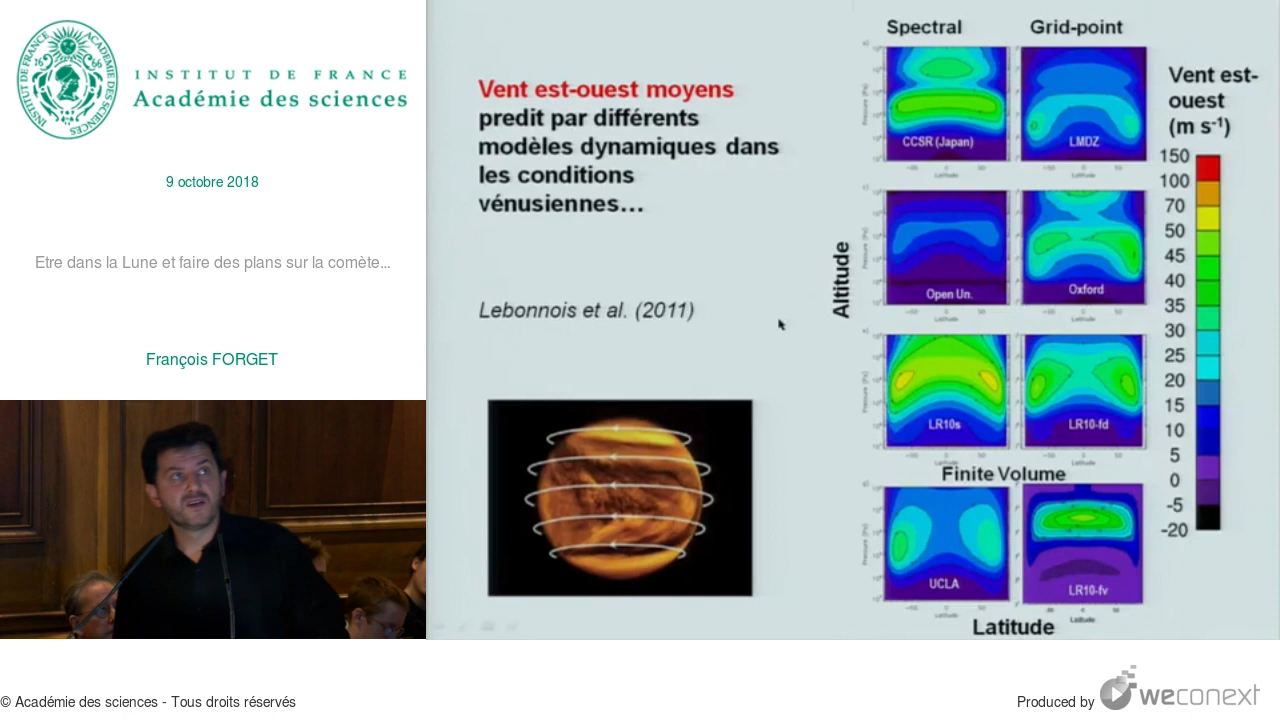 INSTITUT DE FRANCE
Académie des sciences
9 octobre 2018
Etre dans la Lune et faire des plans sur la comète...
François FORGET
Vent est-ouest moyens
predit par différents
modèles dynamiques dans
les conditions
vénusiennes…
Lebonnois et al. (2011)
Spectral
Grid-point
Altitude
CCSR (Japan)
LMDZ
Open Un.
Oxford
LR10s
LR10-fd
Finite Volume
UCLA
LR10-fv
Latitude
Vent est-
ouest
(m s-1)
150
100
70
50
45
40
35
30
25
20
15
10
5
0
-5
-20
© Académie des sciences - Tous droits réservés
Produced by weconext